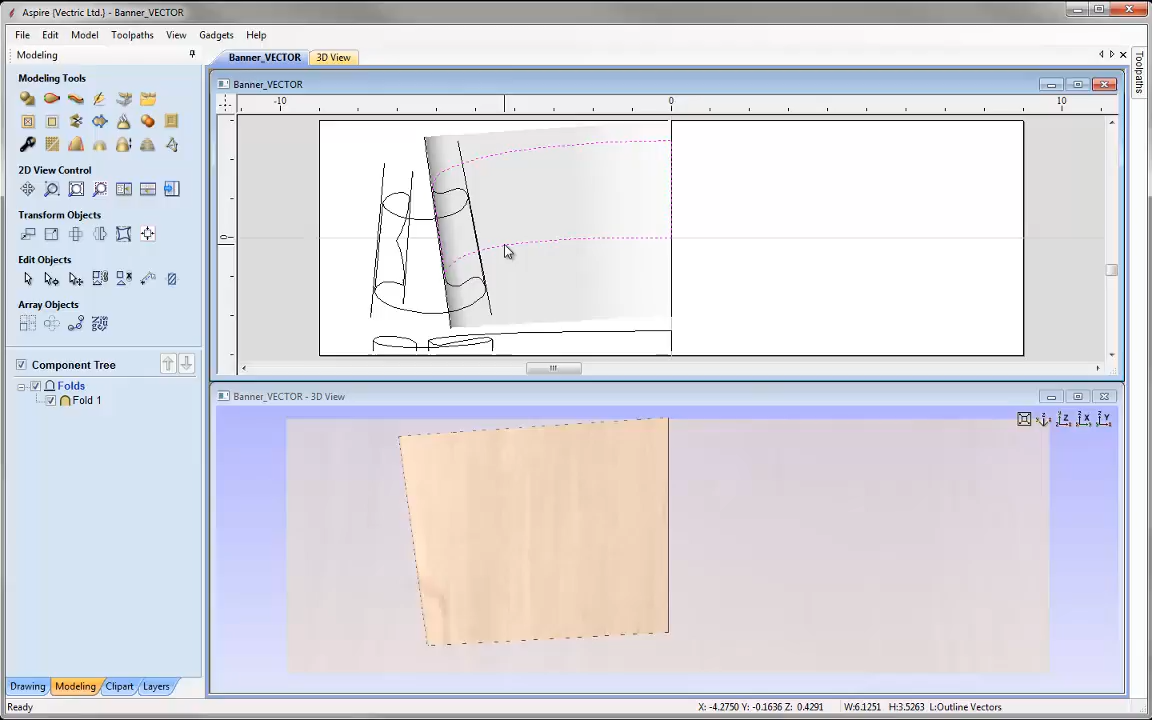 Aspire {Vectric Ltd.} - Banner_VECTOR
File Edit Model Toolpaths View Gadgets Help
Modeling
Banner_VECTOR 3D View
Modeling Tools
2D View Control
Transform Objects
Edit Objects
Array Objects
Component Tree
Folds
Fold 1
Banner_VECTOR
-10 0 10
0
Banner_VECTOR - 3D View
Toolpaths
Drawing Modeling Clipart Layers
Ready
X: -4.2750 Y: -0.1636 Z: 0.4291 W:6.1251 H:3.5263 L:Outline Vectors